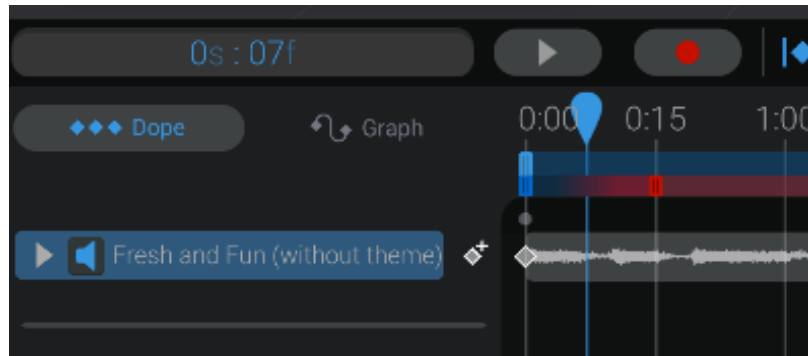 0s : 07f
Dope
Graph
0:00
0:15
1:00
Fresh and Fun (without theme)